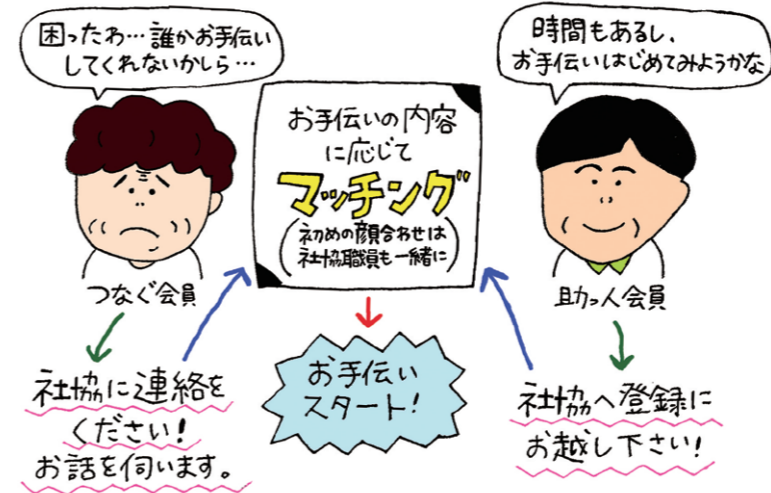 困ったわ…誰かお手伝い
してくれないかしら…
時間もあるし、
お手伝いはじめてみようかな
お手伝いの内容
に応じて
マッチング
(初めの顔合わせは
社協職員も一緒に)
つなぐ会員
助っ人会員
社協に連絡を
ください!
お話を伺います。
お手伝い
スタート!
社協へ登録に
お越し下さい!